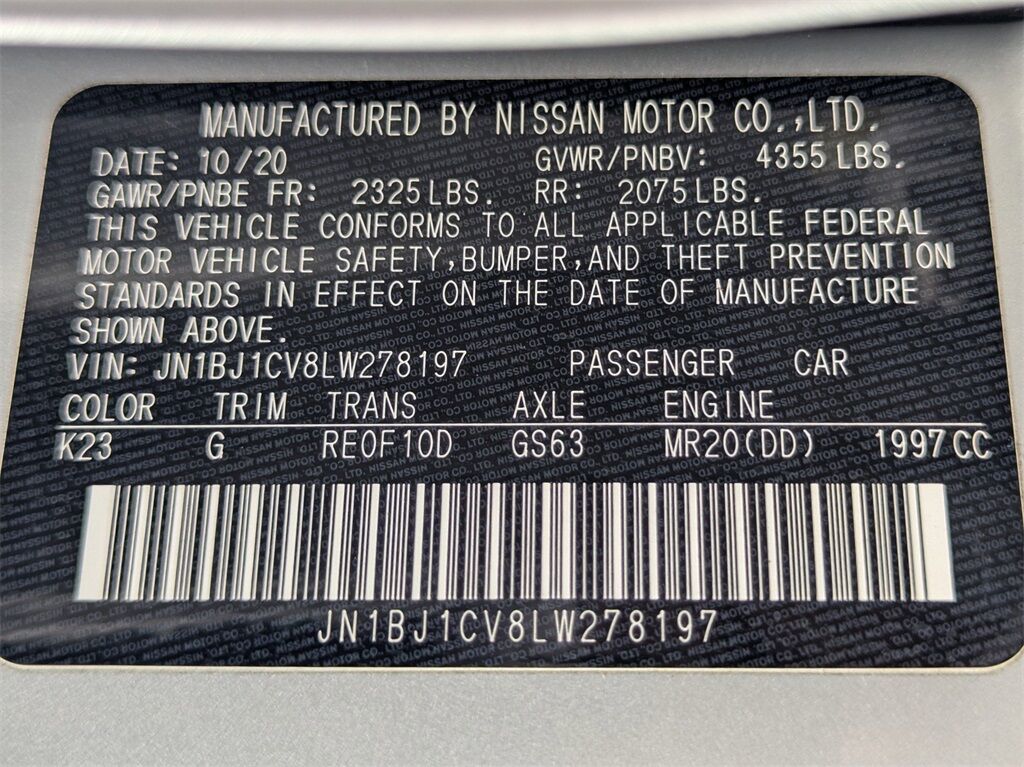 MANUFACTURED BY NISSAN MOTOR CO.,LTD.
DATE: 10/20 GVWR/PNBV: 4355 LBS.
GAWR/PNBE FR: 2325 LBS. RR: 2075 LBS.
THIS VEHICLE CONFORMS TO ALL APPLICABLE FEDERAL
MOTOR VEHICLE SAFETY,BUMPER,AND THEFT PREVENTION
STANDARDS IN EFFECT ON THE DATE OF MANUFACTURE
SHOWN ABOVE.
VIN: JN1BJ1CV8LW278197 PASSENGER CAR
COLOR TRIM TRANS AXLE ENGINE
K23 G RE0F10D GS63 MR20(DD) 1997 CC
JN1BJ1CV8LW278197